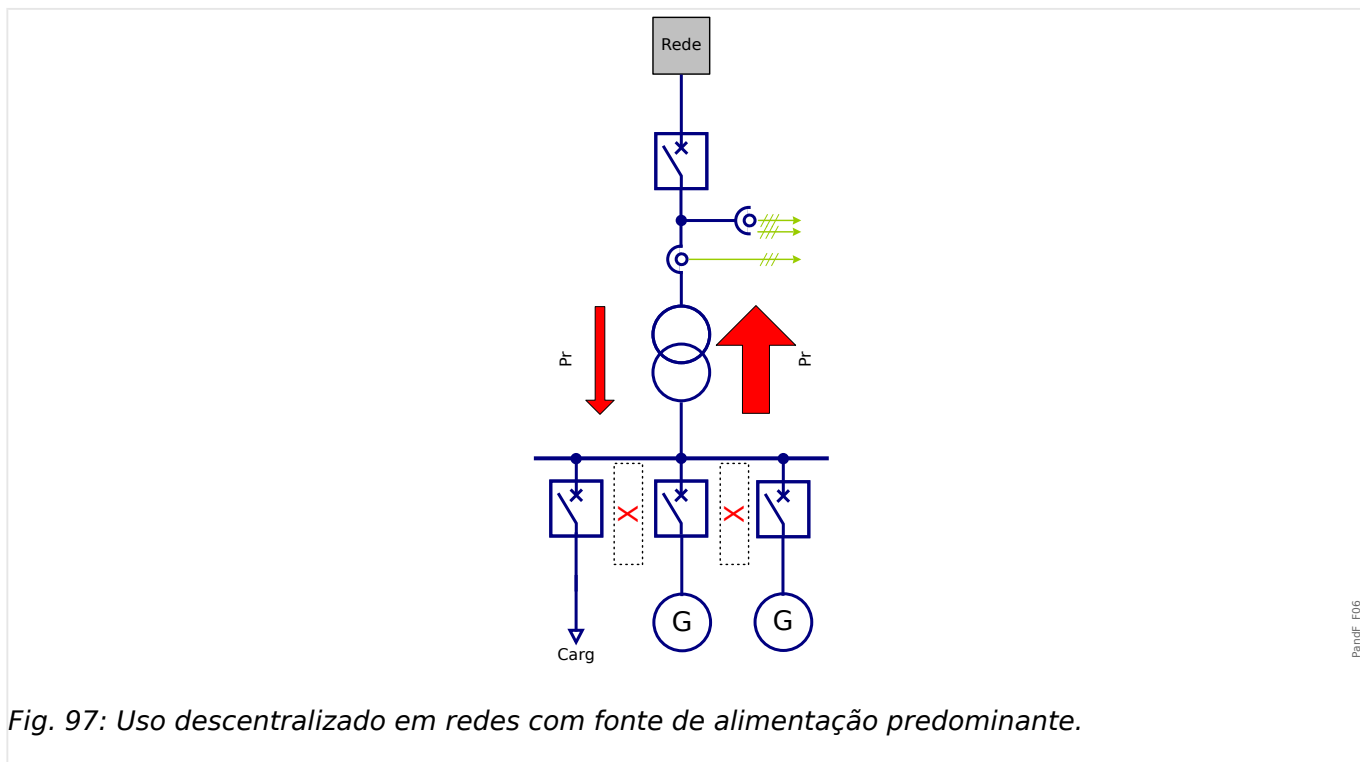 Rede
Pr
Pr
X
X
G
G
Carg
PandF_F06
Fig. 97: Uso descentralizado em redes com fonte de alimentação predominante.